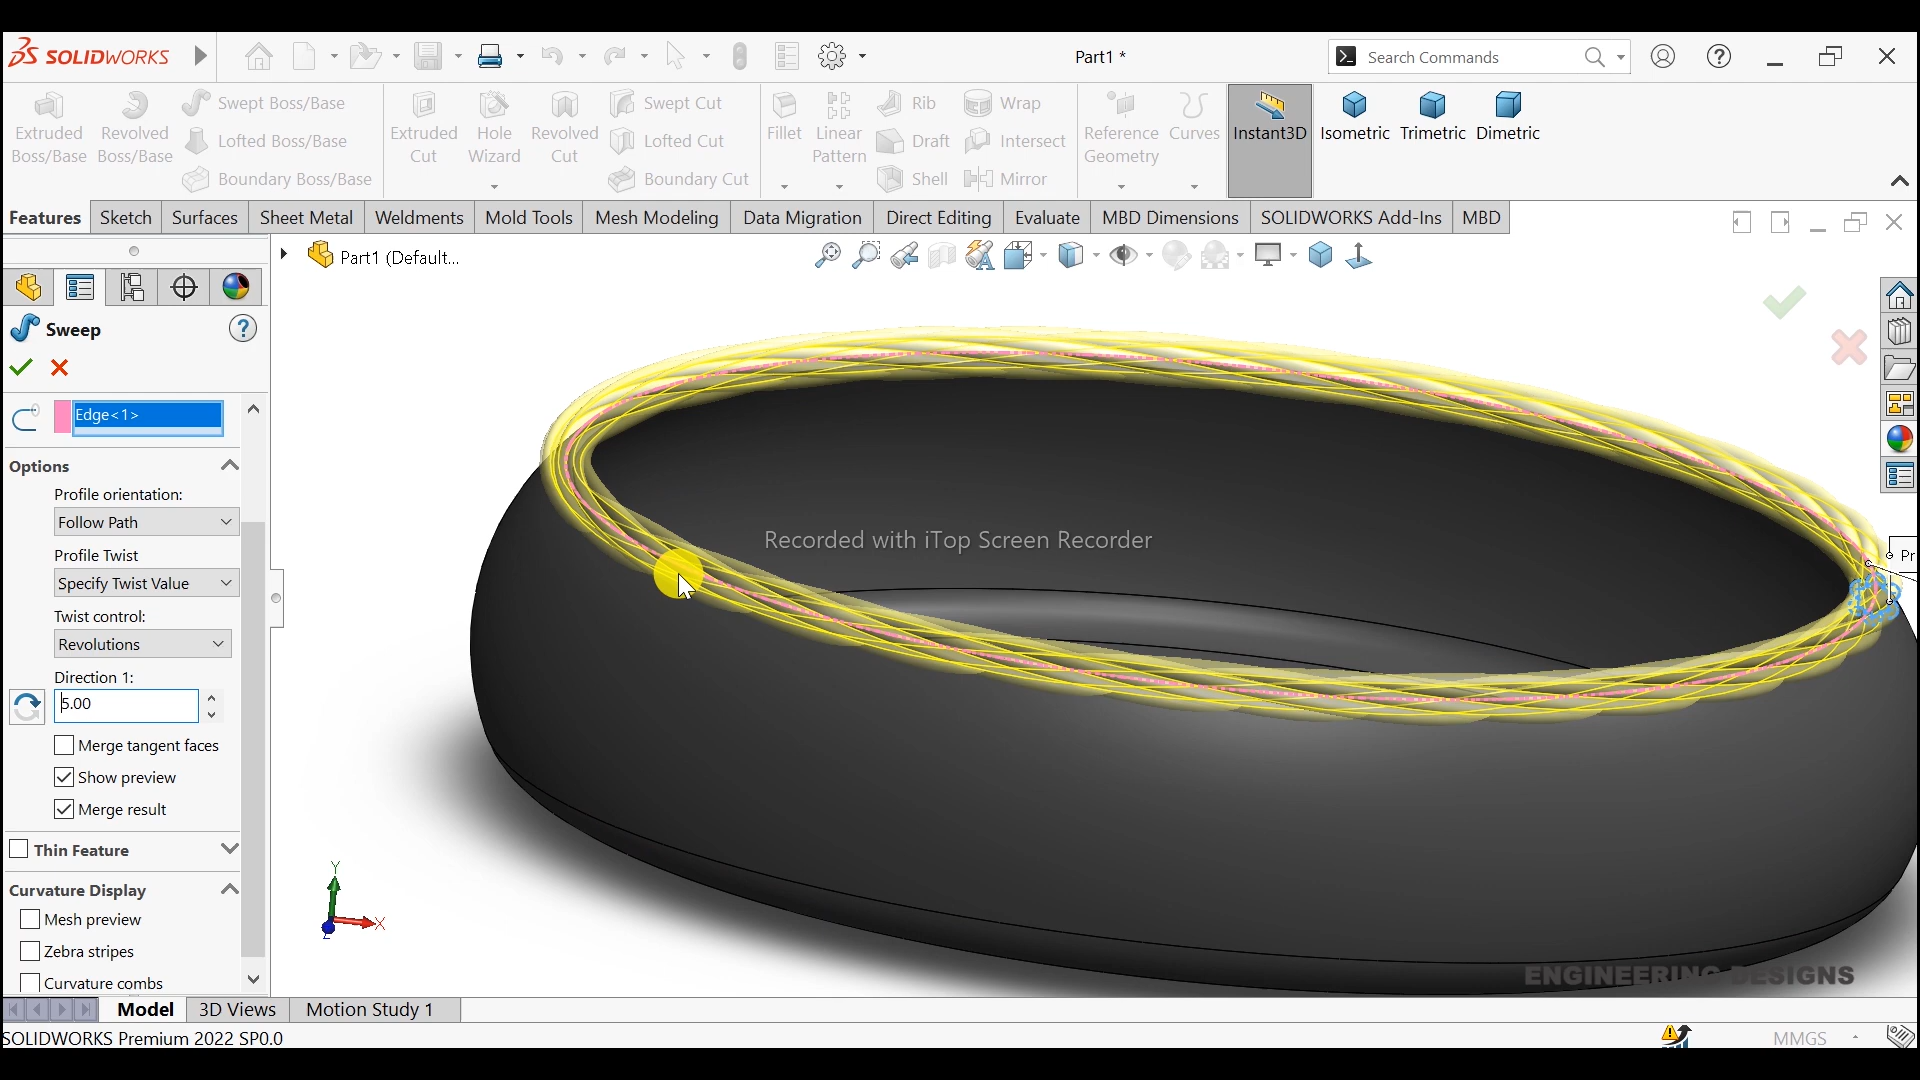 SOLIDWORKS
Part1 *
Search Commands
Extruded Boss/Base
Revolved Boss/Base
Swept Boss/Base
Lofted Boss/Base
Boundary Boss/Base
Extruded Cut
Hole Wizard
Revolved Cut
Swept Cut
Lofted Cut
Boundary Cut
Fillet
Linear Pattern
Rib
Draft
Shell
Wrap
Intersect
Mirror
Reference Geometry
Curves
Instant3D
Isometric
Trimetric
Dimetric
Features
Sketch
Surfaces
Sheet Metal
Weldments
Mold Tools
Mesh Modeling
Data Migration
Direct Editing
Evaluate
MBD Dimensions
SOLIDWORKS Add-Ins
MBD
Part1 (Default...
Sweep
Edge<1>
Options
Profile orientation:
Follow Path
Profile Twist
Specify Twist Value
Twist control:
Revolutions
Direction 1:
5.00
Merge tangent faces
Show preview
Merge result
Thin Feature
Curvature Display
Mesh preview
Zebra stripes
Curvature combs
Recorded with iTop Screen Recorder
Pr
Y
X
Z
ENGINEERING DESIGNS
Model
3D Views
Motion Study 1
SOLIDWORKS Premium 2022 SP0.0
MMGS